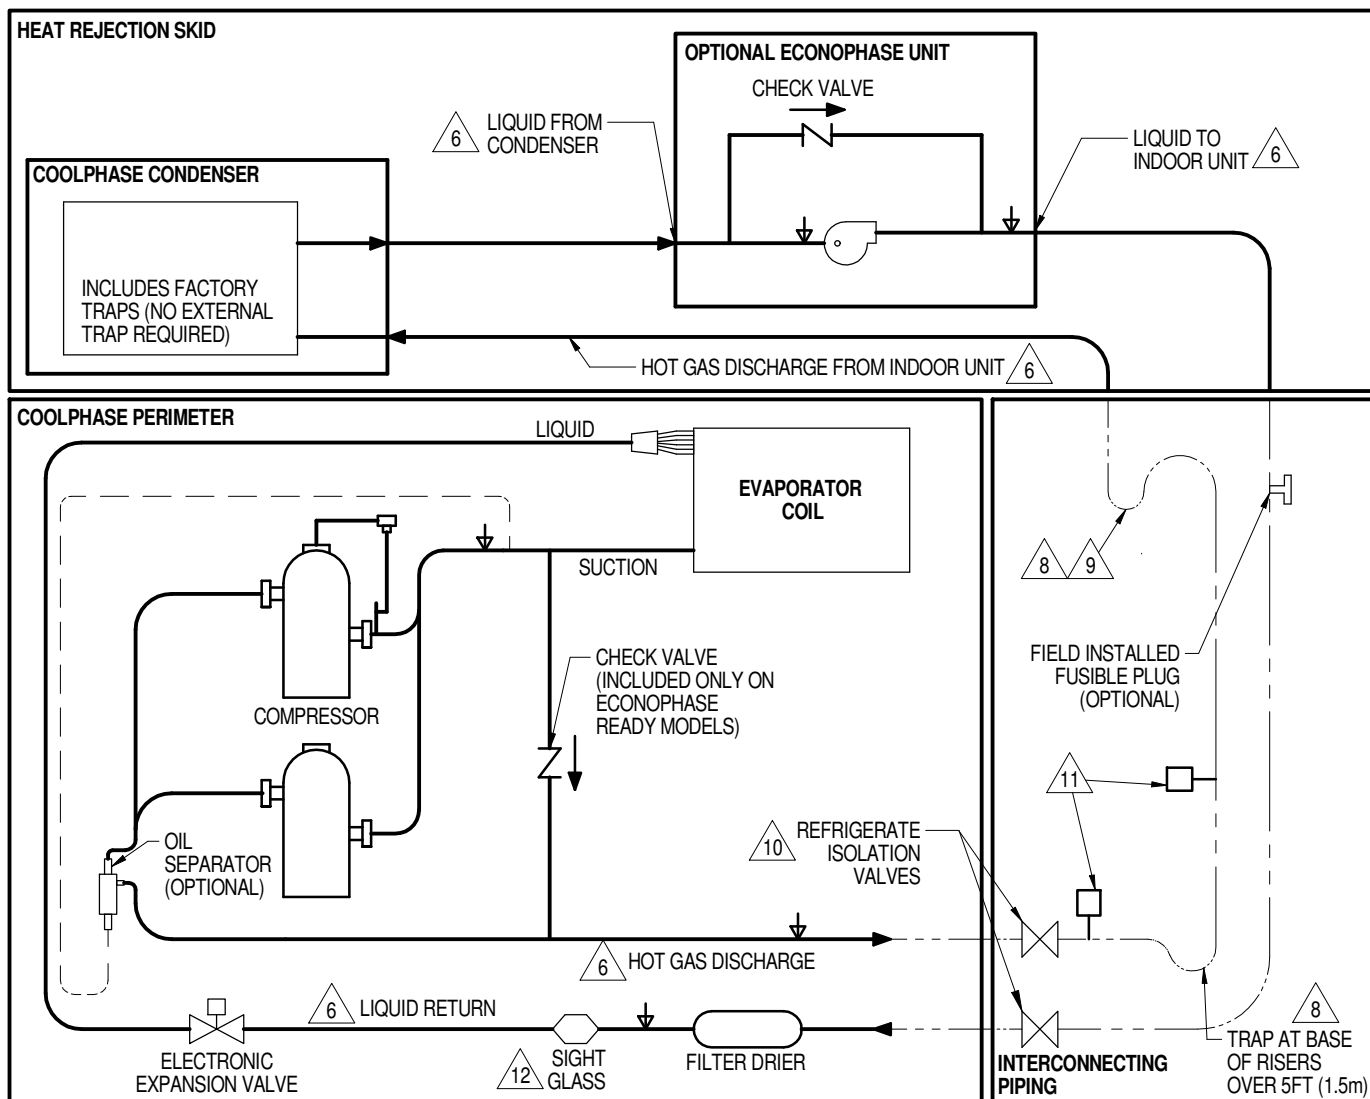 HEAT REJECTION SKID
OPTIONAL ECONOPHASE UNIT
CHECK VALVE
6
LIQUID FROM
CONDENSER
LIQUID TO
INDOOR UNIT
6
COOLPHASE CONDENSER
INCLUDES FACTORY
TRAPS (NO EXTERNAL
TRAP REQUIRED)
HOT GAS DISCHARGE FROM INDOOR UNIT
6
COOLPHASE PERIMETER
LIQUID
EVAPORATOR
COIL
SUCTION
8
9
CHECK VALVE
(INCLUDED ONLY ON
ECONOPHASE
READY MODELS)
FIELD INSTALLED
FUSIBLE PLUG
(OPTIONAL)
COMPRESSOR
11
OIL
SEPARATOR
(OPTIONAL)
10
REFRIGERATE
ISOLATION
VALVES
6
HOT GAS DISCHARGE
6
LIQUID RETURN
ELECTRONIC
EXPANSION VALVE
12
SIGHT
GLASS
FILTER DRIER
INTERCONNECTING
PIPING
8
TRAP AT BASE
OF RISERS
OVER 5FT (1.5m)